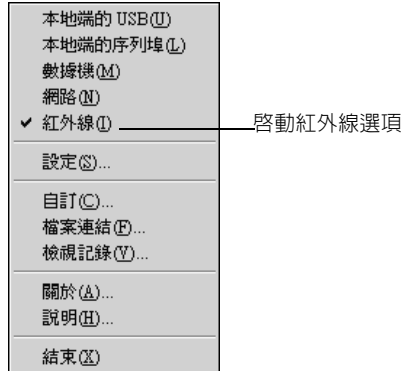 本地端的 USB(U)
本地端的序列埠(L)
數據機(M)
網路(N)
✔ 紅外線(I)
啓動紅外線選項
設定(S)...
自訂(C)...
檔案連結(F)...
檢視記錄(V)...
關於(A)...
說明(H)...
結束(X)